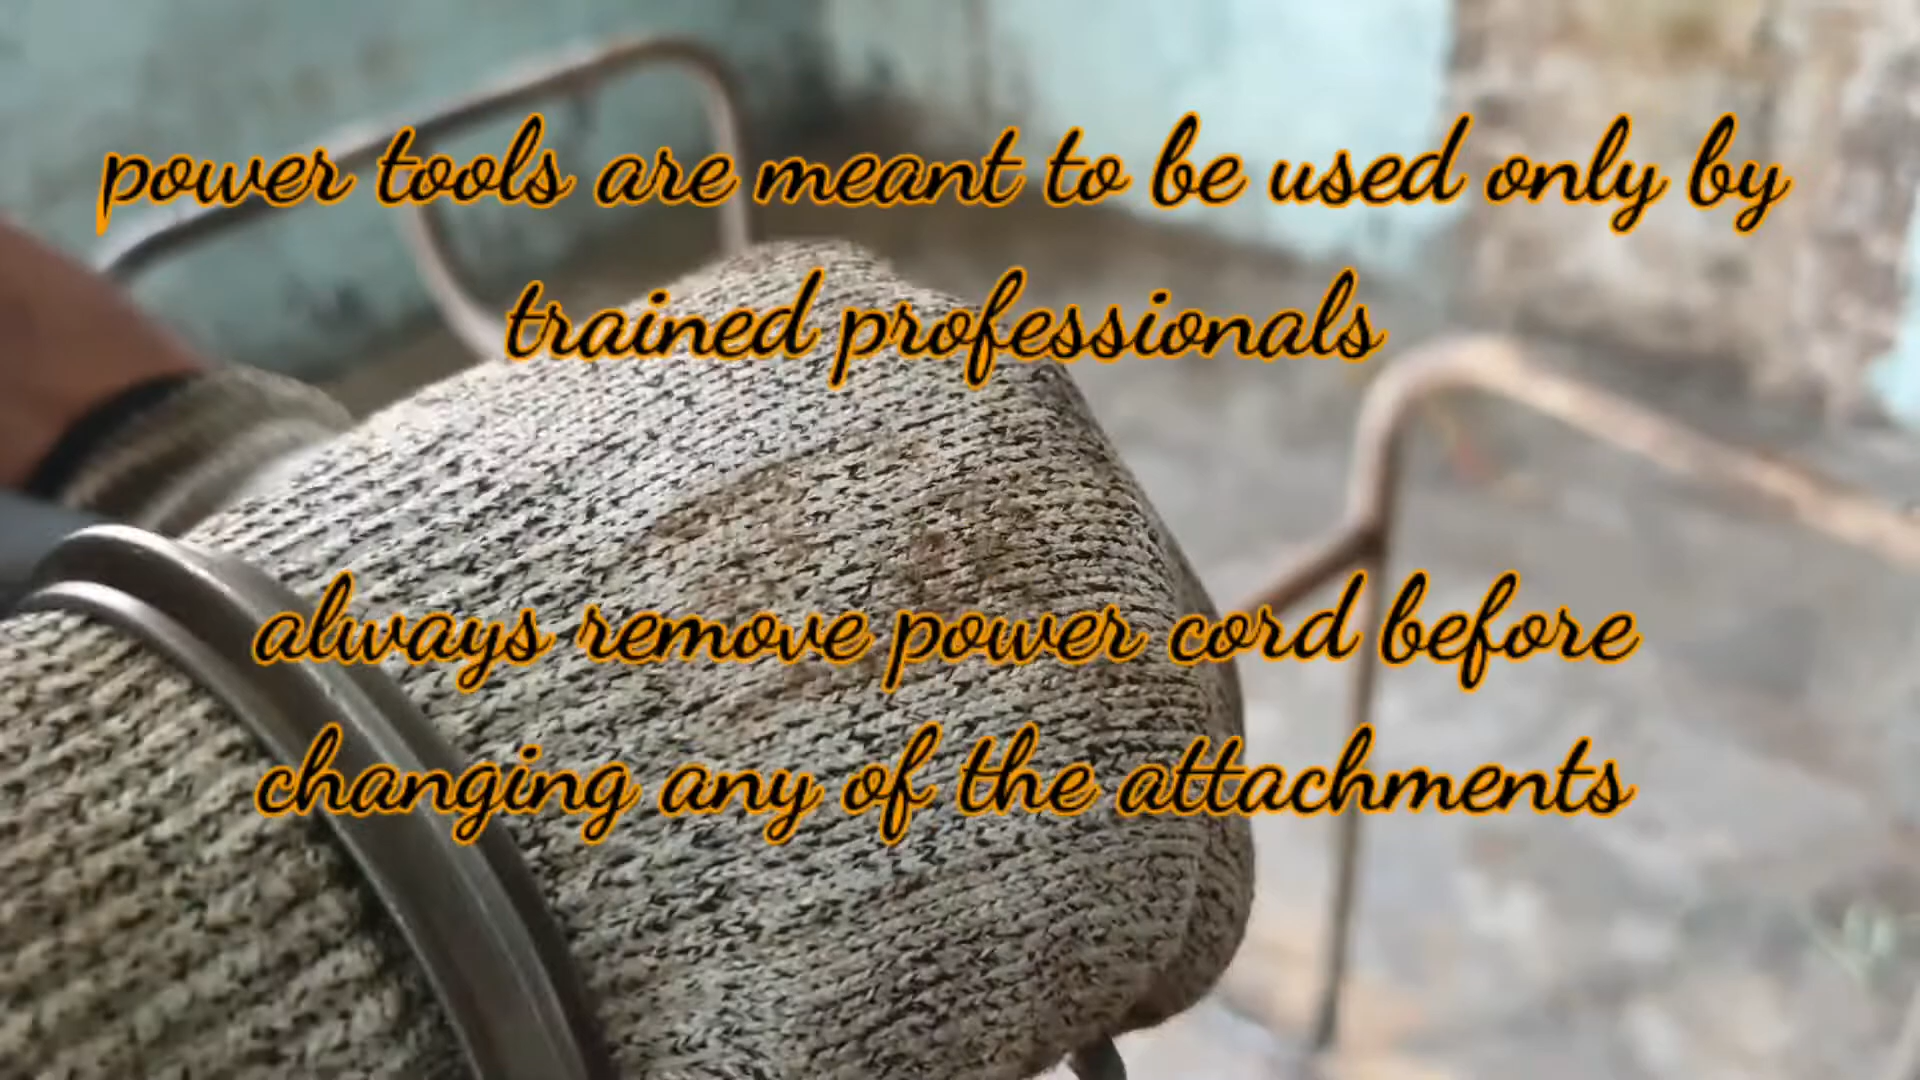 power tools are meant to be used only by
trained professionals
always remove power cord before
changing any of the attachments